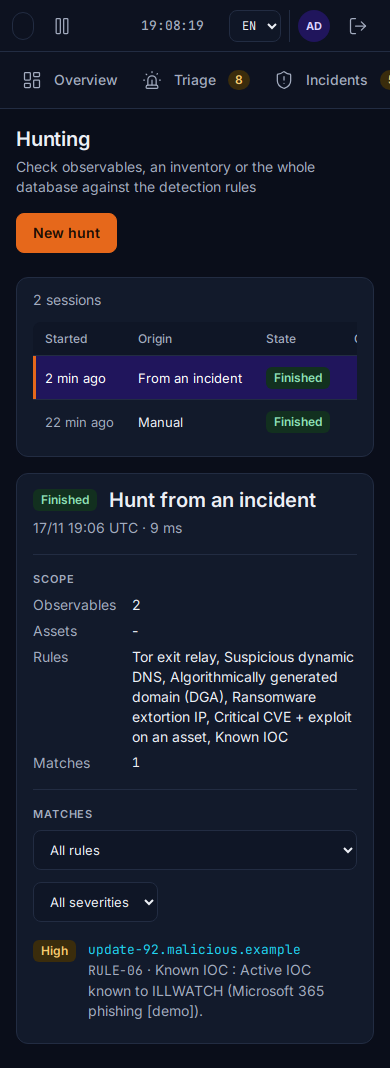 19:08:19 EN AD
Overview Triage 8 Incidents
Hunting
Check observables, an inventory or the whole
database against the detection rules
New hunt
2 sessions
Started Origin State
2 min ago From an incident Finished
22 min ago Manual Finished
Finished Hunt from an incident
17/11 19:06 UTC · 9 ms
SCOPE
Observables 2
Assets -
Rules Tor exit relay, Suspicious dynamic
DNS, Algorithmically generated
domain (DGA), Ransomware
extortion IP, Critical CVE + exploit
on an asset, Known IOC
Matches 1
MATCHES
All rules
All severities
High update-92.malicious.example
RULE-06 · Known IOC : Active IOC
known to ILLWATCH (Microsoft 365
phishing [demo]).